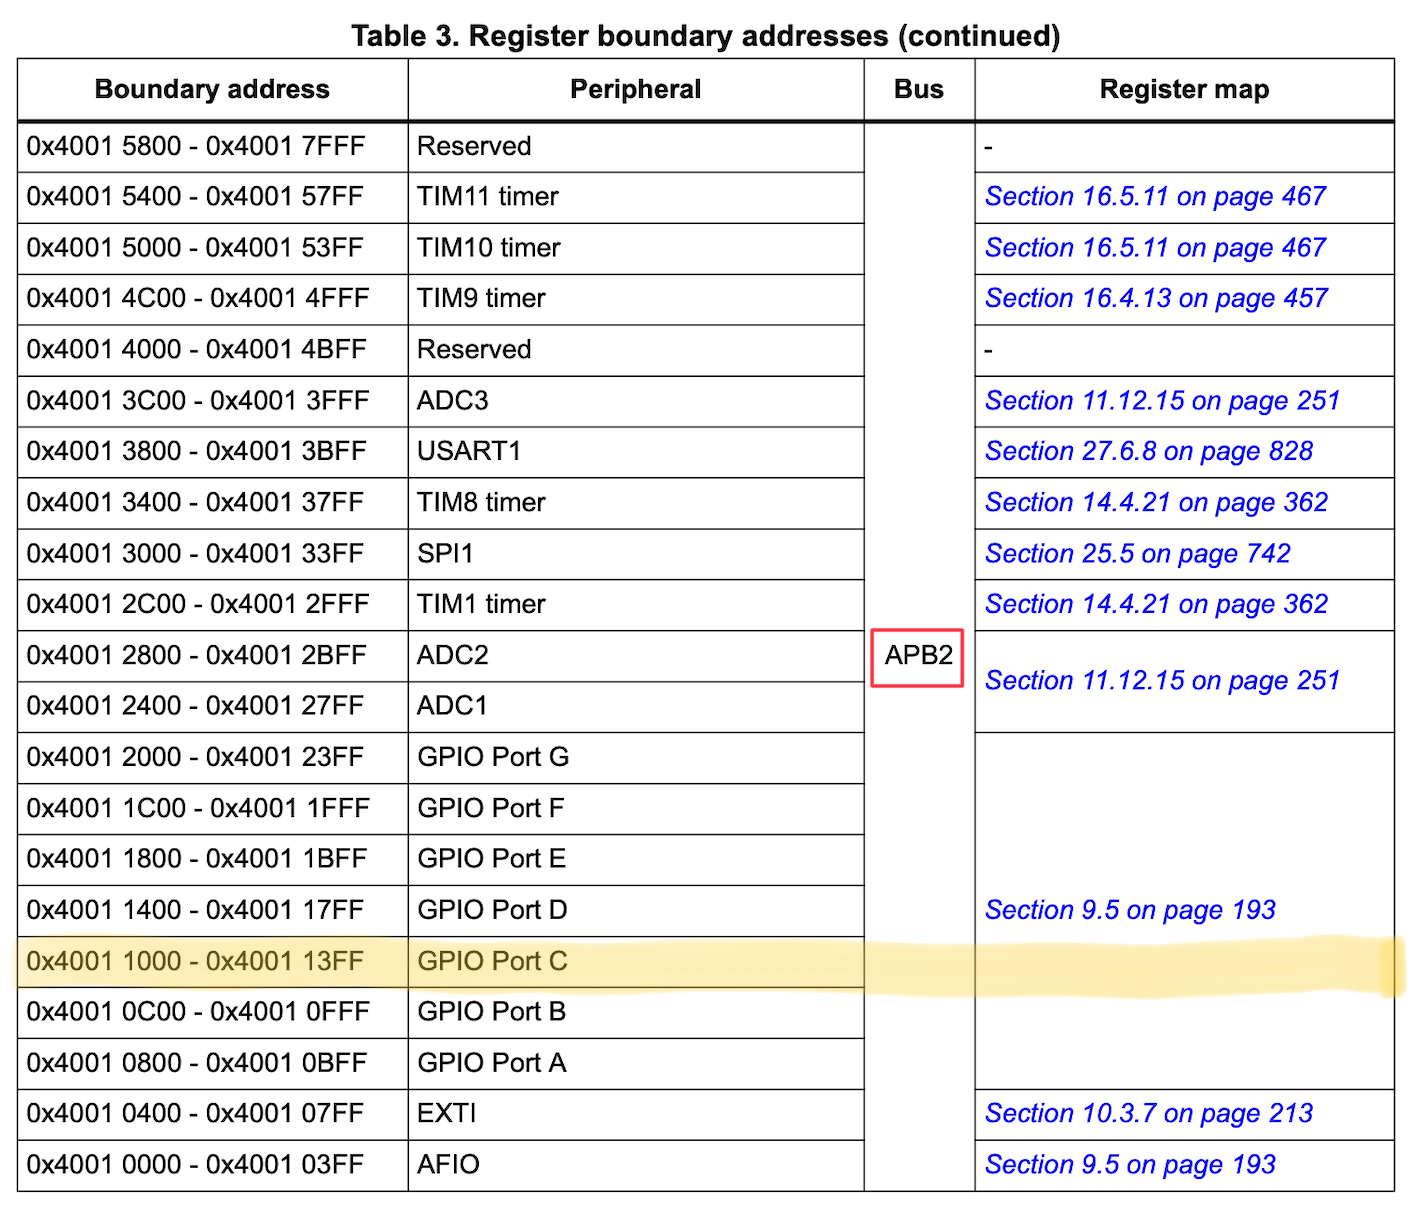 Table 3. Register boundary addresses (continued)
Boundary address Peripheral Bus Register map
0x4001 5800 - 0x4001 7FFF Reserved -
0x4001 5400 - 0x4001 57FF TIM11 timer Section 16.5.11 on page 467
0x4001 5000 - 0x4001 53FF TIM10 timer Section 16.5.11 on page 467
0x4001 4C00 - 0x4001 4FFF TIM9 timer Section 16.4.13 on page 457
0x4001 4000 - 0x4001 4BFF Reserved -
0x4001 3C00 - 0x4001 3FFF ADC3 Section 11.12.15 on page 251
0x4001 3800 - 0x4001 3BFF USART1 Section 27.6.8 on page 828
0x4001 3400 - 0x4001 37FF TIM8 timer Section 14.4.21 on page 362
0x4001 3000 - 0x4001 33FF SPI1 Section 25.5 on page 742
0x4001 2C00 - 0x4001 2FFF TIM1 timer Section 14.4.21 on page 362
0x4001 2800 - 0x4001 2BFF ADC2 APB2
Section 11.12.15 on page 251
0x4001 2400 - 0x4001 27FF ADC1
0x4001 2000 - 0x4001 23FF GPIO Port G
0x4001 1C00 - 0x4001 1FFF GPIO Port F
0x4001 1800 - 0x4001 1BFF GPIO Port E
0x4001 1400 - 0x4001 17FF GPIO Port D Section 9.5 on page 193
0x4001 1000 - 0x4001 13FF GPIO Port C
0x4001 0C00 - 0x4001 0FFF GPIO Port B
0x4001 0800 - 0x4001 0BFF GPIO Port A
0x4001 0400 - 0x4001 07FF EXTI Section 10.3.7 on page 213
0x4001 0000 - 0x4001 03FF AFIO Section 9.5 on page 193